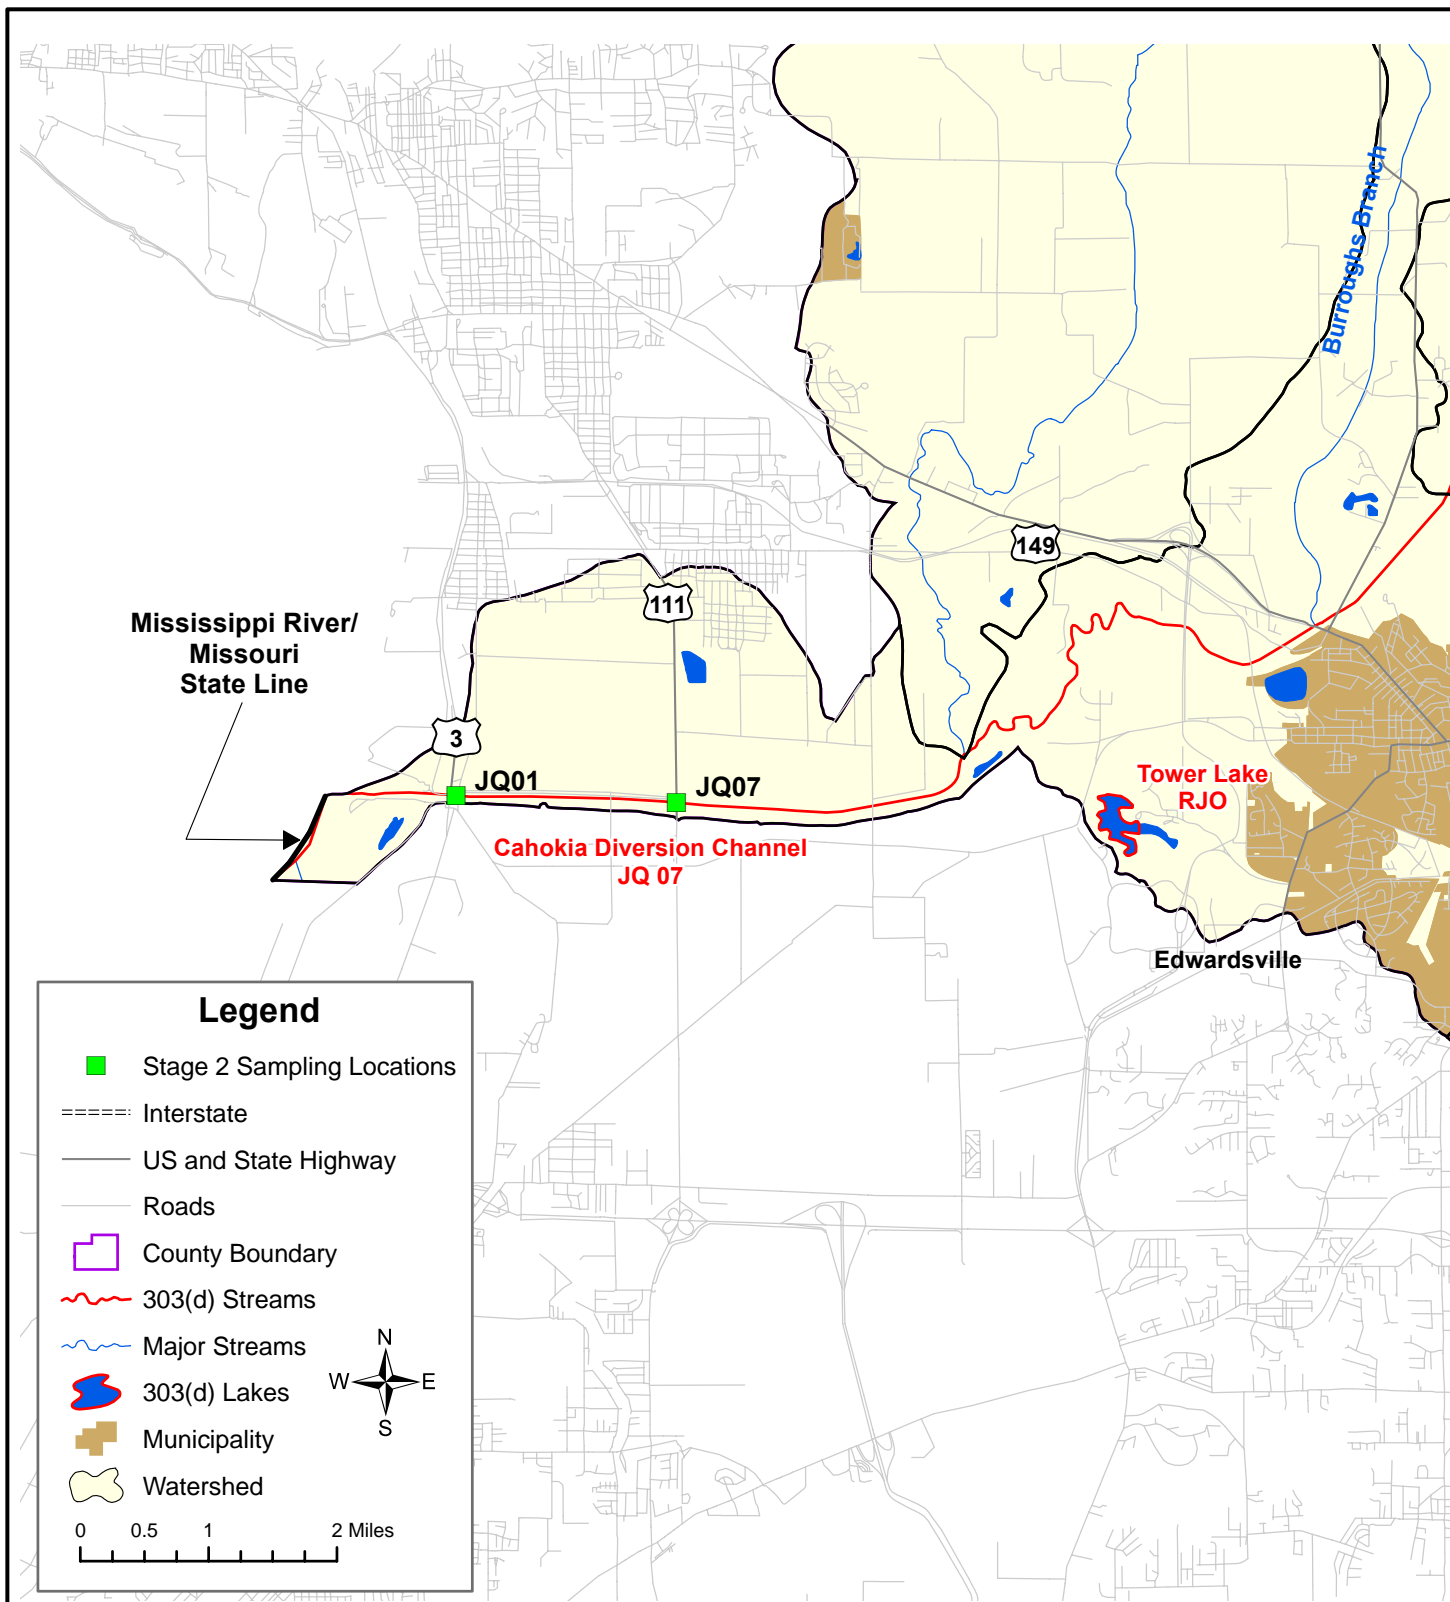 Burroughs Branch
149
111
Mississippi River/
Missouri
State Line
3
JQ01
JQ07
Tower Lake
RJO
Cahokia Diversion Channel
JQ 07
Edwardsville
Legend
Stage 2 Sampling Locations
Interstate
US and State Highway
Roads
County Boundary
303(d) Streams
Major Streams
303(d) Lakes
Municipality
Watershed
N
W E
S
0 0.5 1 2 Miles